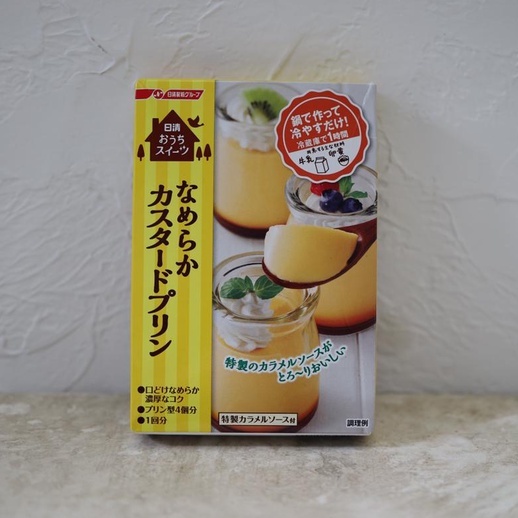 日清製粉グループ
日清
おうち
スイーツ
なめらか
カスタードプリン
鍋で作って
冷やすだけ!
冷蔵庫で1時間
牛乳 卵黄
特製のカラメルソースが
とろ~りおいしい
●口どけなめらか
濃厚なコク
●プリン型4個分
●1回分
特製カラメルソース付
調理例